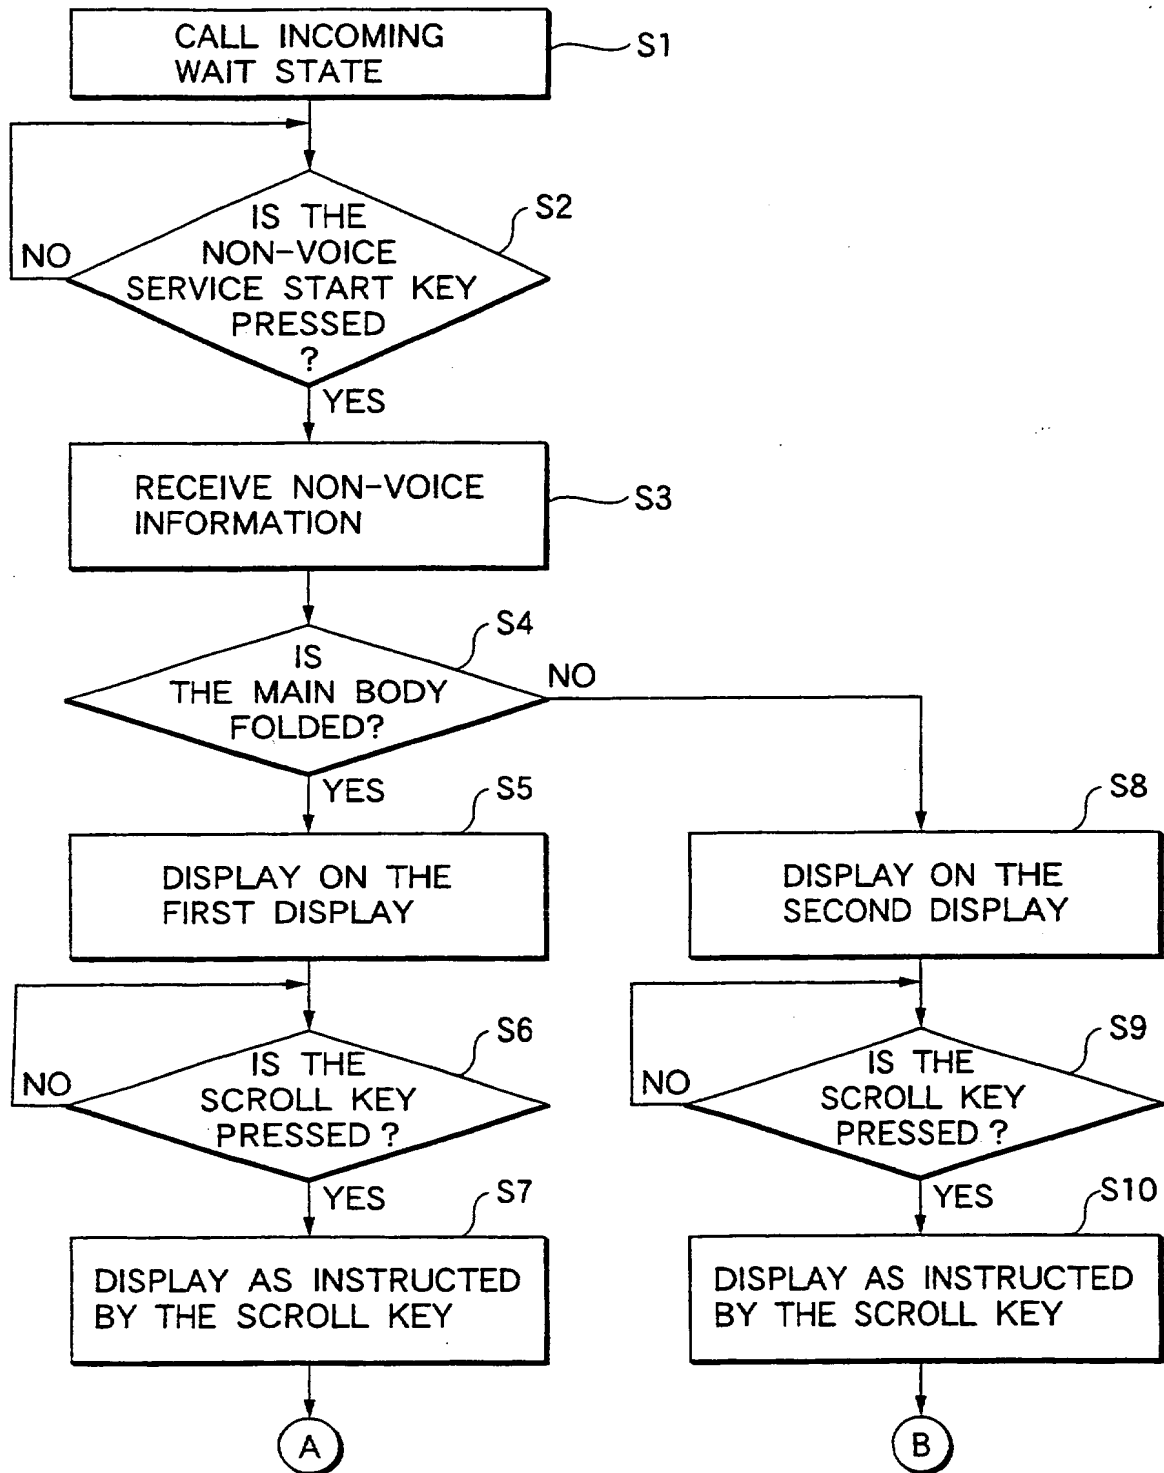 CALL INCOMING
WAIT STATE
S1
IS THE
NON-VOICE
SERVICE START KEY
PRESSED
?
S2
NO
YES
RECEIVE NON-VOICE
INFORMATION
S3
IS
THE MAIN BODY
FOLDED?
S4
NO
YES
DISPLAY ON THE
FIRST DISPLAY
S5
IS THE
SCROLL KEY
PRESSED?
S6
NO
YES
DISPLAY AS INSTRUCTED
BY THE SCROLL KEY
S7
A
DISPLAY ON THE
SECOND DISPLAY
S8
IS THE
SCROLL KEY
PRESSED?
S9
NO
YES
DISPLAY AS INSTRUCTED
BY THE SCROLL KEY
S10
B